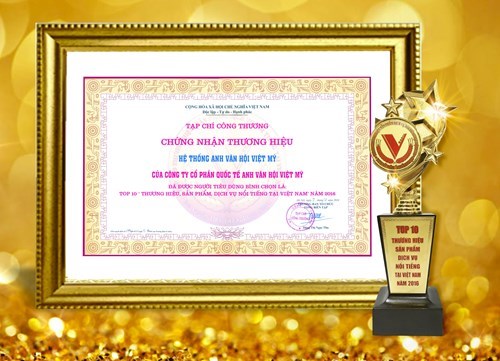 CỘNG HÒA XÃ HỘI CHỦ NGHĨA VIỆT NAM
Độc lập - Tự do - Hạnh phúc
TẠP CHÍ CÔNG THƯƠNG
CHỨNG NHẬN THƯƠNG HIỆU
HỆ THỐNG ANH VĂN HỘI VIỆT MỸ
CỦA CÔNG TY CỔ PHẦN QUỐC TẾ ANH VĂN HỘI VIỆT MỸ
ĐÃ ĐƯỢC NGƯỜI TIÊU DÙNG BÌNH CHỌN LÀ:
TOP 10 "THƯƠNG HIỆU, SẢN PHẨM, DỊCH VỤ NỔI TIẾNG TẠI VIỆT NAM" NĂM 2016
V
TOP 10
THƯƠNG HIỆU
SẢN PHẨM
DỊCH VỤ
NỔI TIẾNG
TẠI VIỆT NAM
NĂM 2016